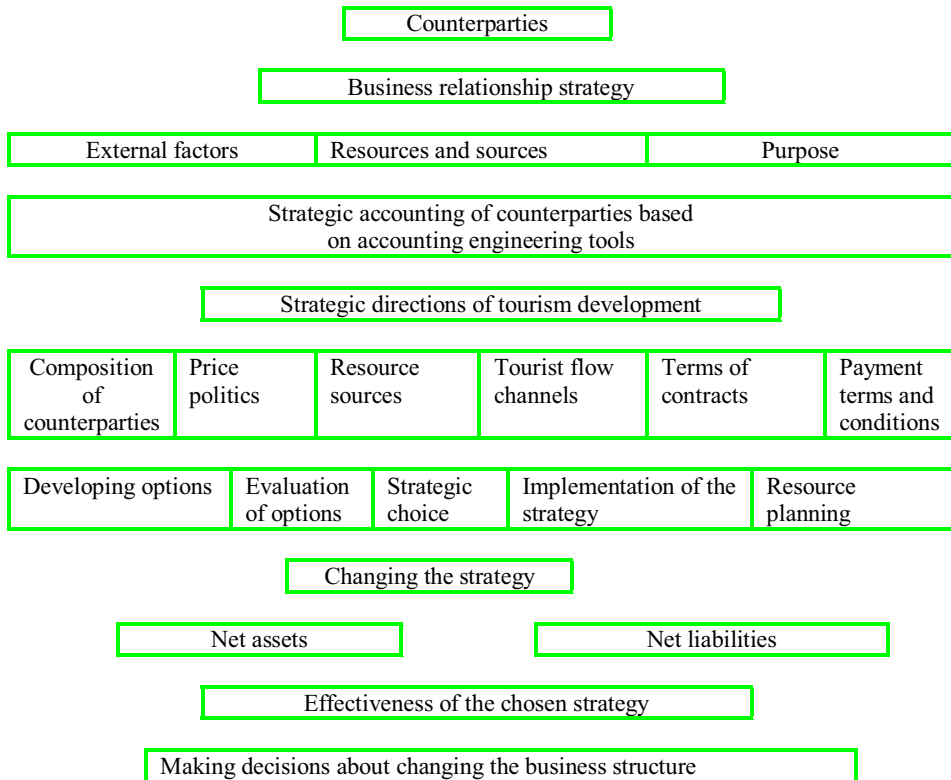 Counterparties
Business relationship strategy
External factors
Resources and sources
Purpose
Strategic accounting of counterparties based
on accounting engineering tools
Strategic directions of tourism development
Composition
of
counterparties
Price
politics
Resource
sources
Tourist flow
channels
Terms of
contracts
Payment
terms and
conditions
Developing options
Evaluation
of options
Strategic
choice
Implementation of the
strategy
Resource
planning
Changing the strategy
Net assets
Net liabilities
Effectiveness of the chosen strategy
Making decisions about changing the business structure